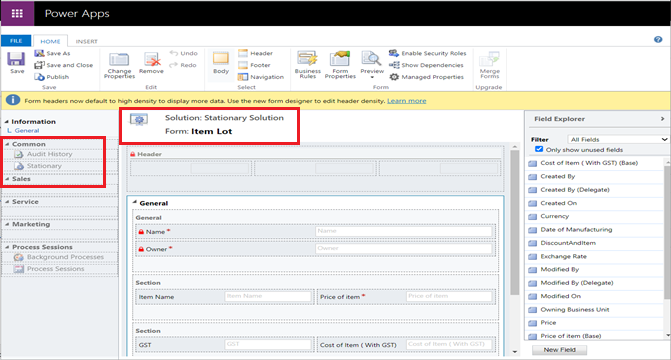 Power Apps
FILE HOME INSERT
Save
Save As
Save and Close
Publish
Save
Change Properties
Remove
Undo
Redo
Edit
Body
Header
Footer
Navigation
Select
Business Rules
Form Properties
Preview
Enable Security Roles
Show Dependencies
Managed Properties
Form
Merge Forms
Upgrade
Form headers now default to high density to display more data. Use the new form designer to edit header density. Learn more
Information
General
Common
Audit History
Stationary
Sales
Service
Marketing
Process Sessions
Background Processes
Process Sessions
Solution: Stationary Solution
Form: Item Lot
Header
General
General
Name * Name
Owner * Owner
Section
Item Name Item Name Price of item * Price of item
Section
GST GST Cost of Item ( With GST) Cost of Item ( With GST)
Field Explorer >
Filter All Fields
Only show unused fields
Cost of Item ( With GST) (Base)
Created By
Created By (Delegate)
Created On
Currency
Date of Manufacturing
DiscountAndItem
Exchange Rate
Modified By
Modified By (Delegate)
Modified On
Owning Business Unit
Price
Price of item (Base)
New Field